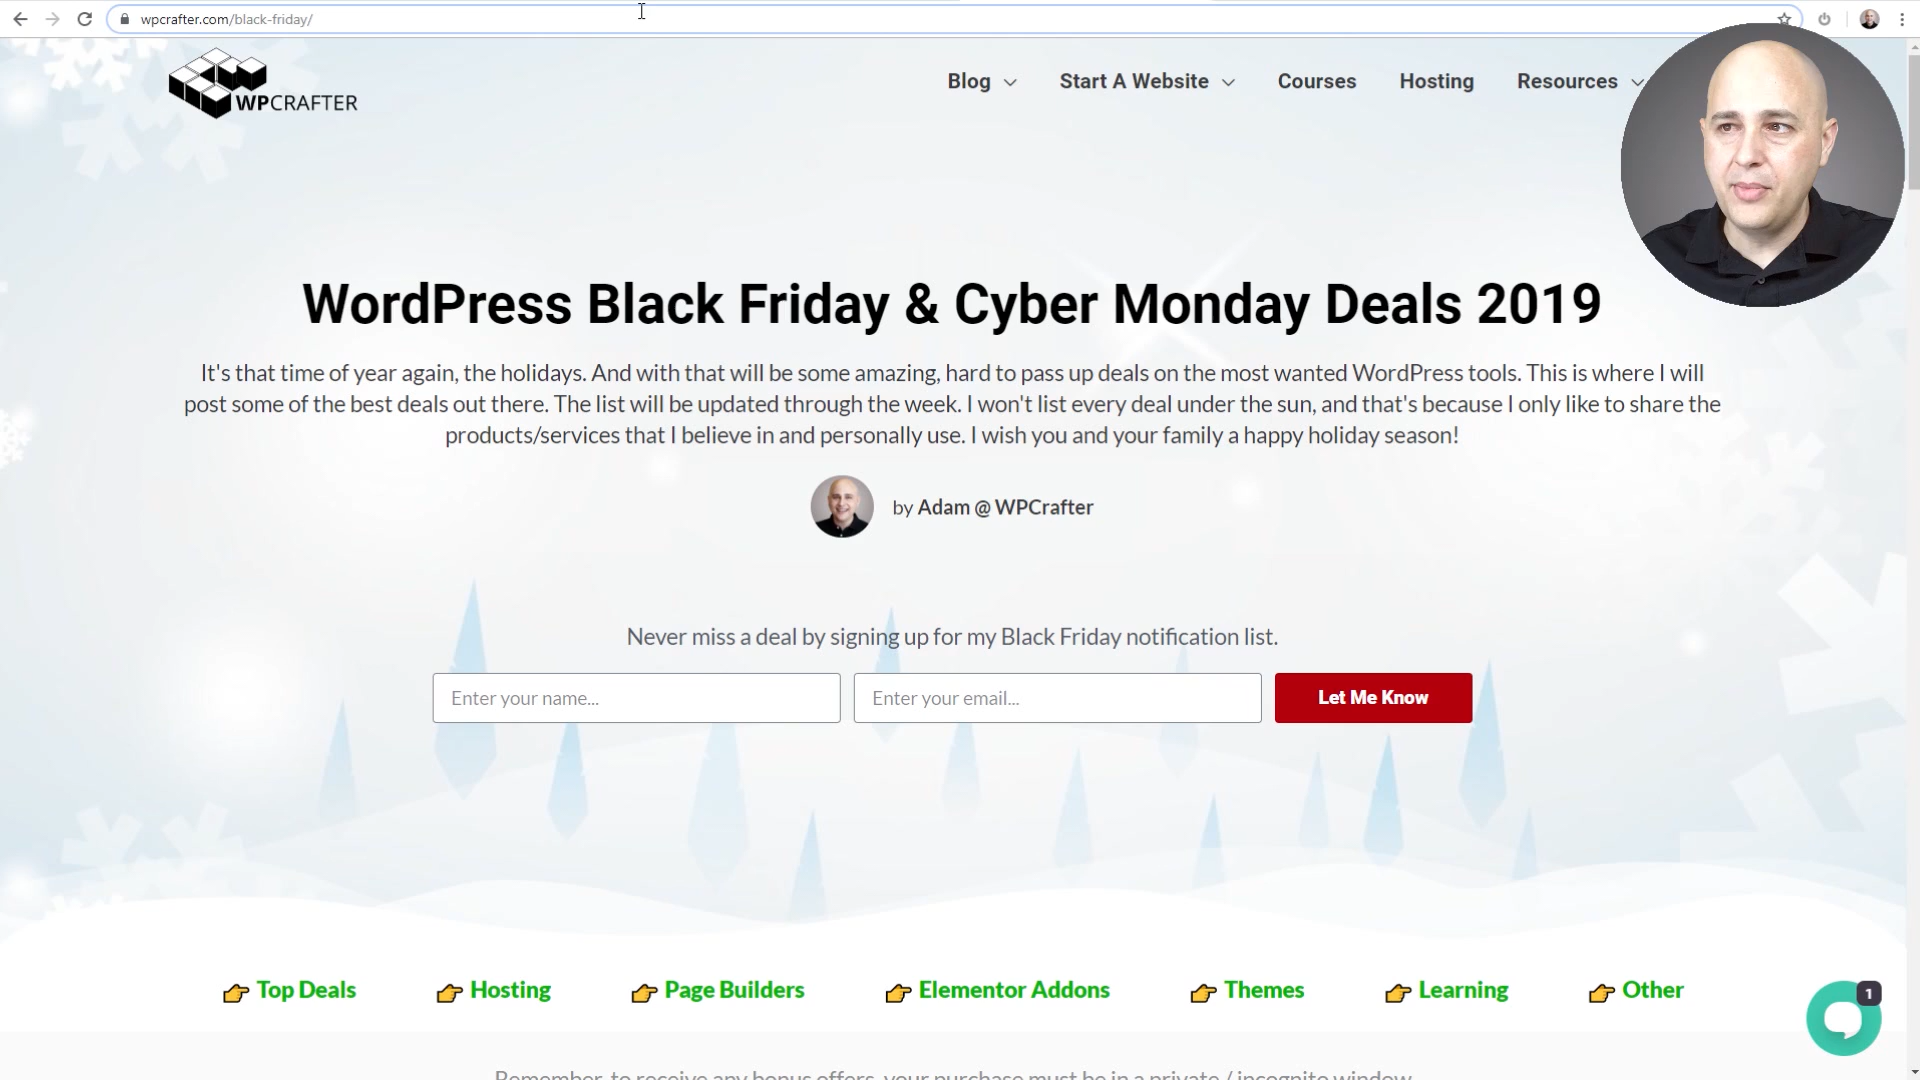 wpcrafter.com/black-friday/
WPCRAFTER
Blog
Start A Website
Courses
Hosting
Resources
WordPress Black Friday & Cyber Monday Deals 2019
It's that time of year again, the holidays. And with that will be some amazing, hard to pass up deals on the most wanted WordPress tools. This is where I will
post some of the best deals out there. The list will be updated through the week. I won't list every deal under the sun, and that's because I only like to share the
products/services that I believe in and personally use. I wish you and your family a happy holiday season!
by Adam @ WPCrafter
Never miss a deal by signing up for my Black Friday notification list.
Enter your name...
Enter your email...
Let Me Know
👉 Top Deals
👉 Hosting
👉 Page Builders
👉 Elementor Addons
👉 Themes
👉 Learning
👉 Other
1
Remember, to receive any bonus offers, your purchase must be in a private / incognito window